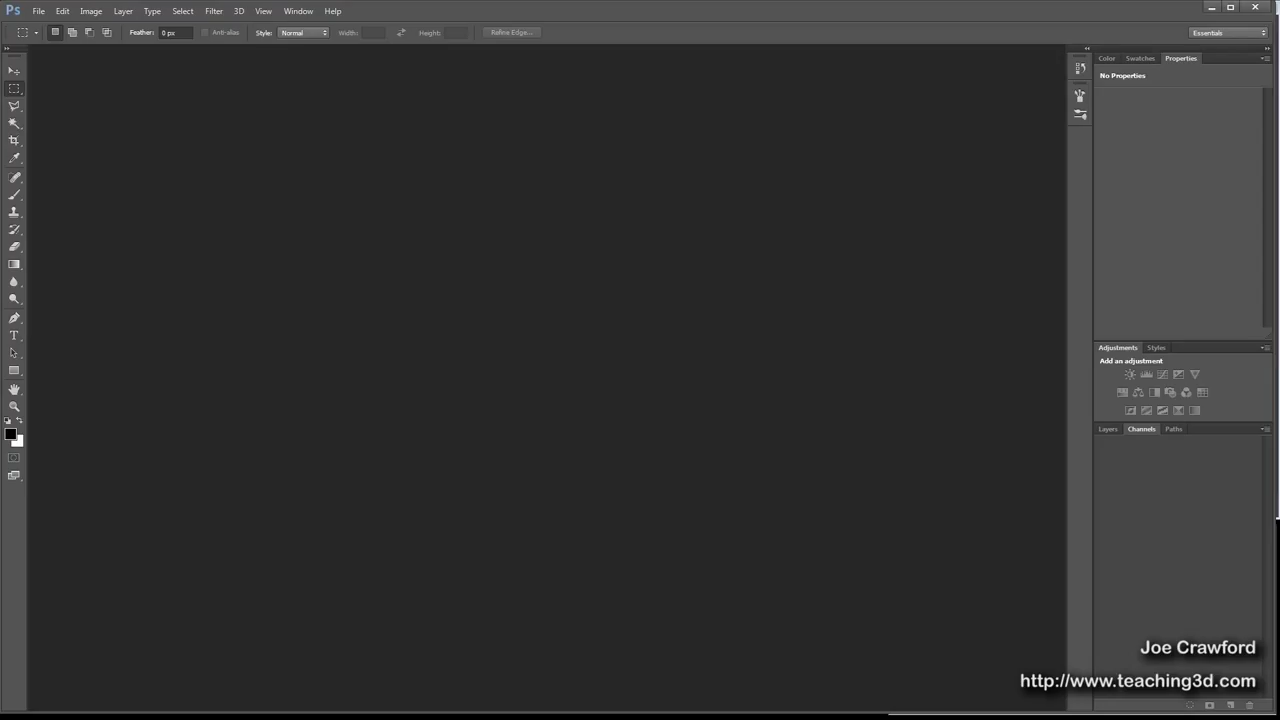 Ps File Edit Image Layer Type Select Filter 3D View Window Help
Feather: 0 px Anti-alias Style: Normal Width: Height: Refine Edge... Essentials
Color Swatches Properties
No Properties
Adjustments Styles
Add an adjustment
Layers Channels Paths
T
Joe Crawford
http://www.teaching3d.com